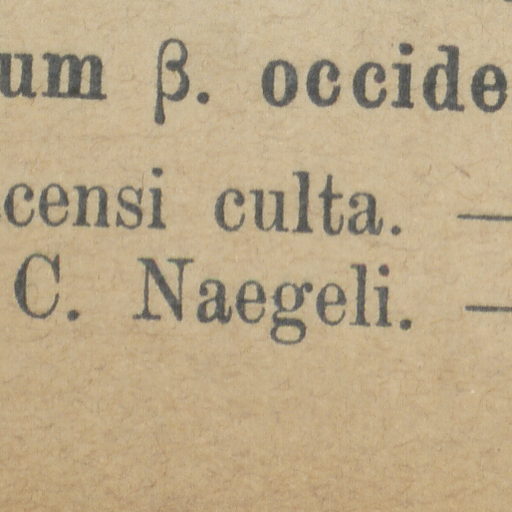 um β. occide
censi culta. —
C. Naegeli. —